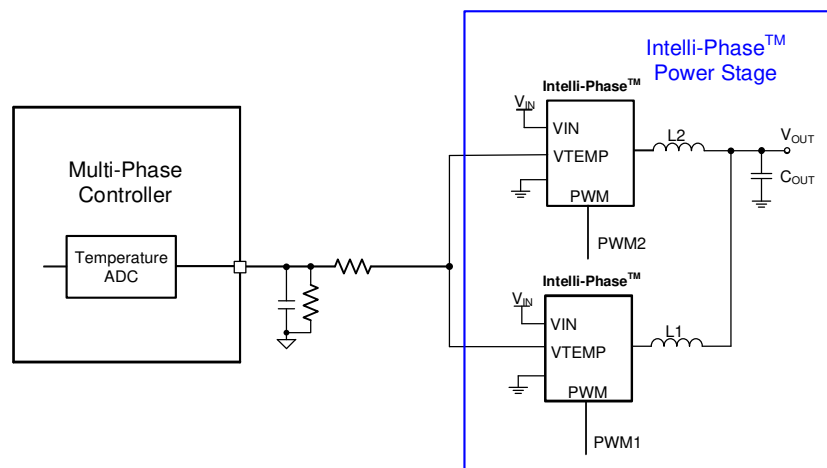 Intelli-Phase™
Power Stage
Multi-Phase
Controller
Temperature
ADC
Intelli-Phase™
VIN
VIN
VTEMP
PWM
L2
VOUT
COUT
PWM2
Intelli-Phase™
VIN
VIN
VTEMP
PWM
L1
PWM1